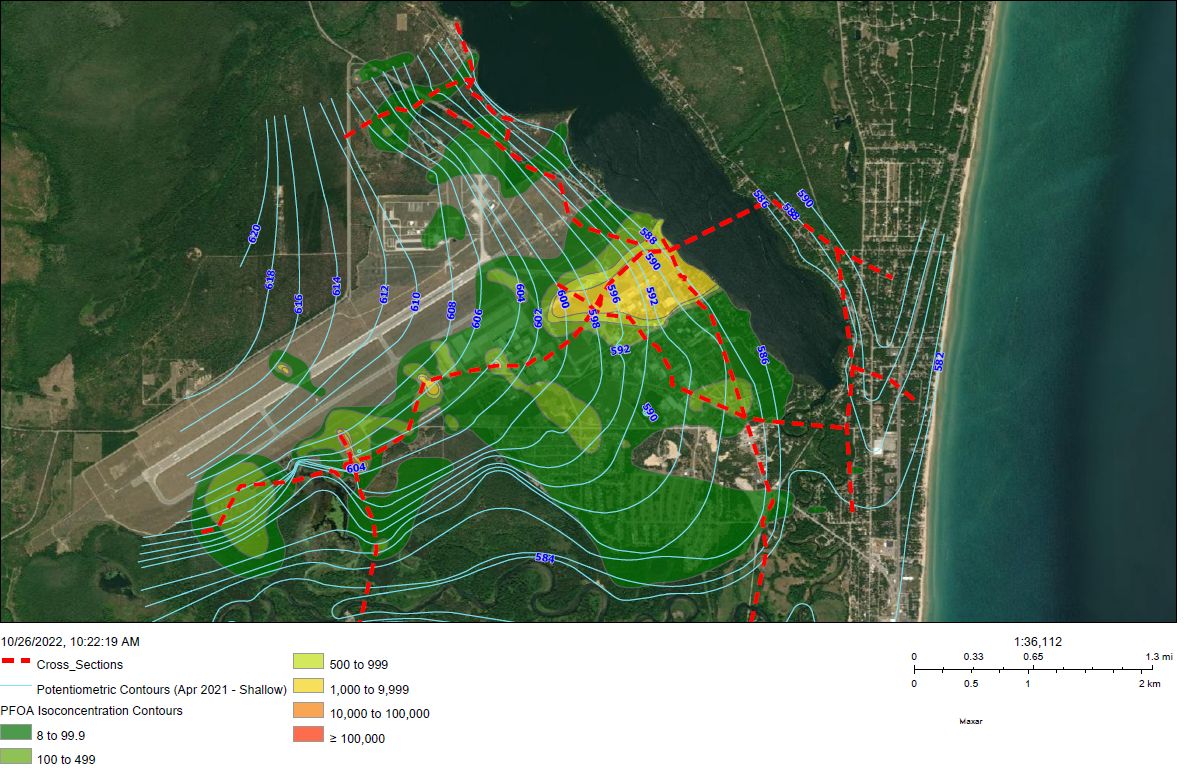 586
590
588
588
620
590
618
614
604
600
596
592
612
616
610
608
602
606
598
592
586
582
590
604
584
10/26/2022, 10:22:19 AM
Cross_Sections
Potentiometric Contours (Apr 2021 - Shallow)
PFOA Isoconcentration Contours
8 to 99.9
100 to 499
500 to 999
1,000 to 9,999
10,000 to 100,000
≥ 100,000
1:36,112
0 0.33 0.65 1.3 mi
0 0.5 1 2 km
Maxar